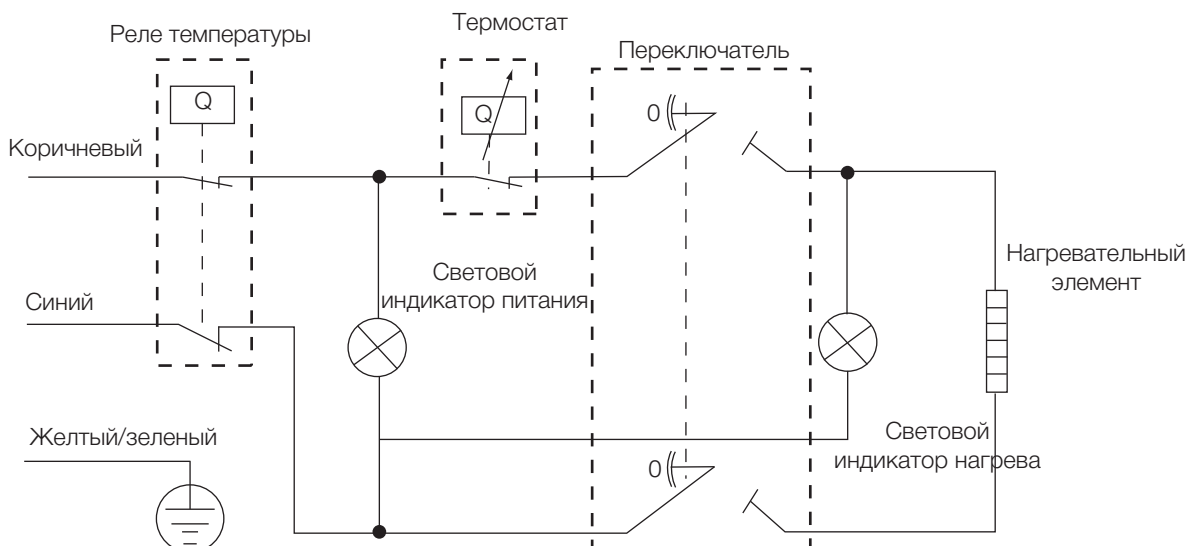 Термостат
Реле температуры
Переключатель
Q
Q
0
Коричневый
Световой
индикатор питания
Нагревательный
элемент
Синий
Желтый/зеленый
Световой
индикатор нагрева
0